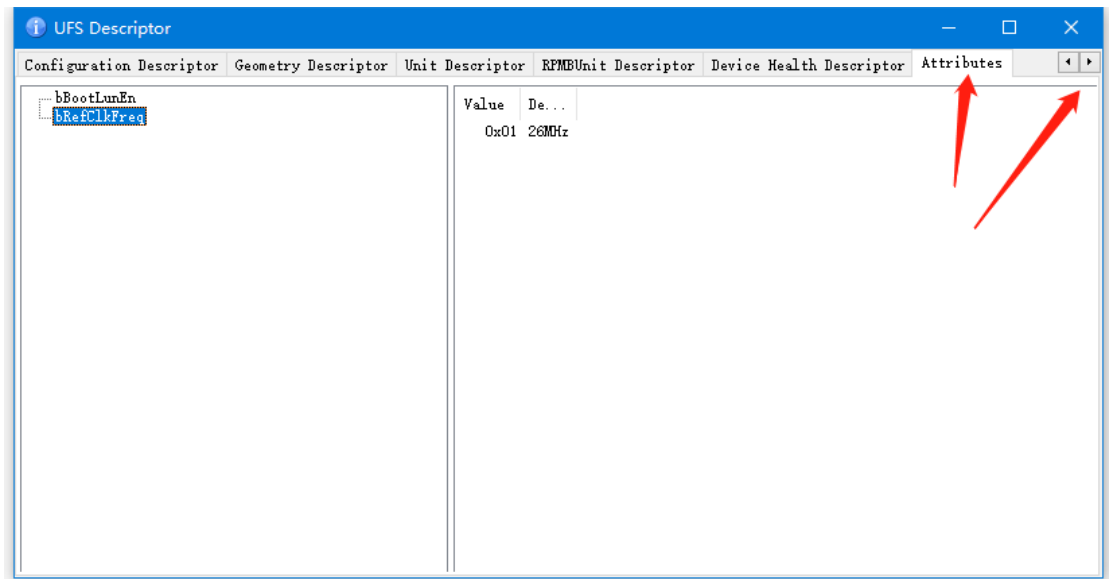 UFS Descriptor
Configuration Descriptor Geometry Descriptor Unit Descriptor RPMBUnit Descriptor Device Health Descriptor Attributes
bBootLunEn
bRefClkFreq
Value De...
0x01 26MHz